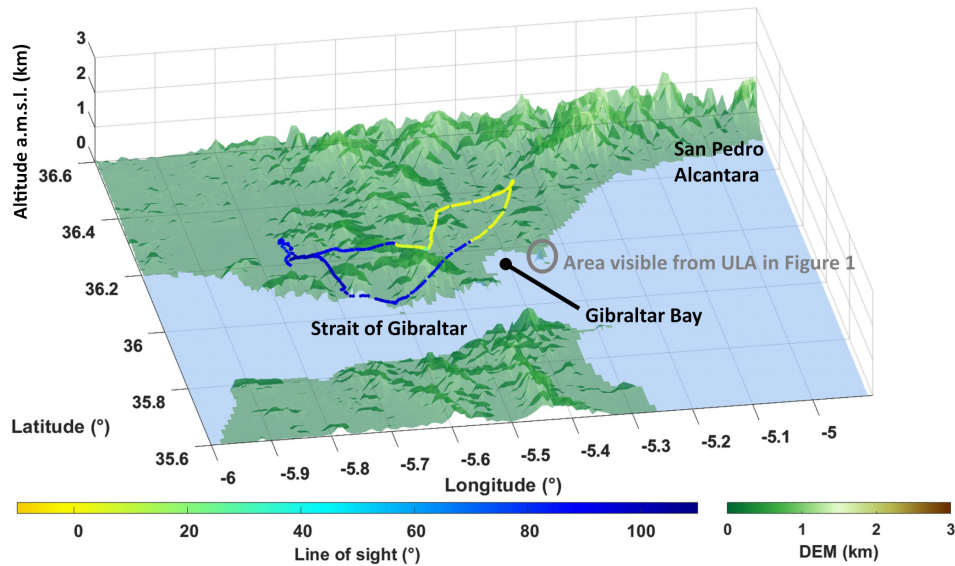 3
2
1
0
Altitude a.m.s.l. (km)
36.6
36.4
36.2
36
35.8
35.6
Latitude (°)
San Pedro
Alcantara
Area visible from ULA in Figure 1
Gibraltar Bay
Strait of Gibraltar
-6
-5.9
-5.8
-5.7
-5.6
-5.5
-5.4
-5.3
-5.2
-5.1
-5
Longitude (°)
0 20 40 60 80 100
Line of sight (°)
0 1 2 3
DEM (km)